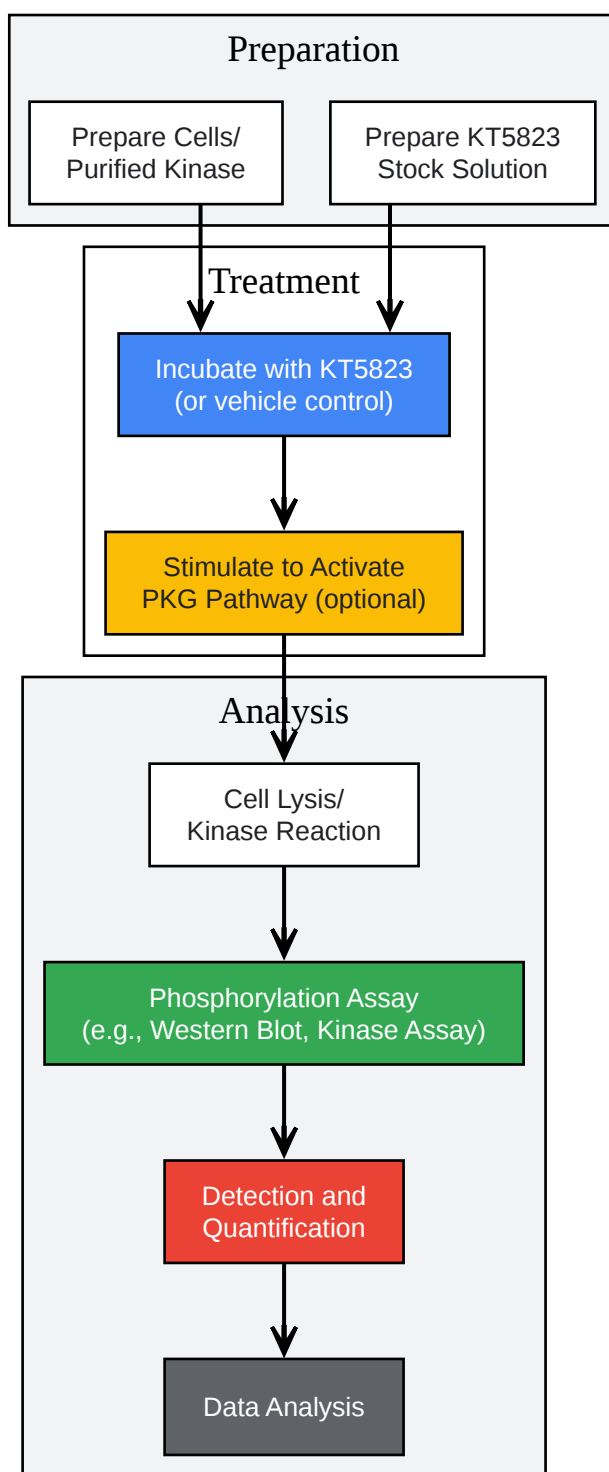 Preparation
Prepare Cells/
Purified Kinase
Prepare KT5823
Stock Solution
Treatment
Incubate with KT5823
(or vehicle control)
Stimulate to Activate
PKG Pathway (optional)
Analysis
Cell Lysis/
Kinase Reaction
Phosphorylation Assay
(e.g., Western Blot, Kinase Assay)
Detection and
Quantification
Data Analysis